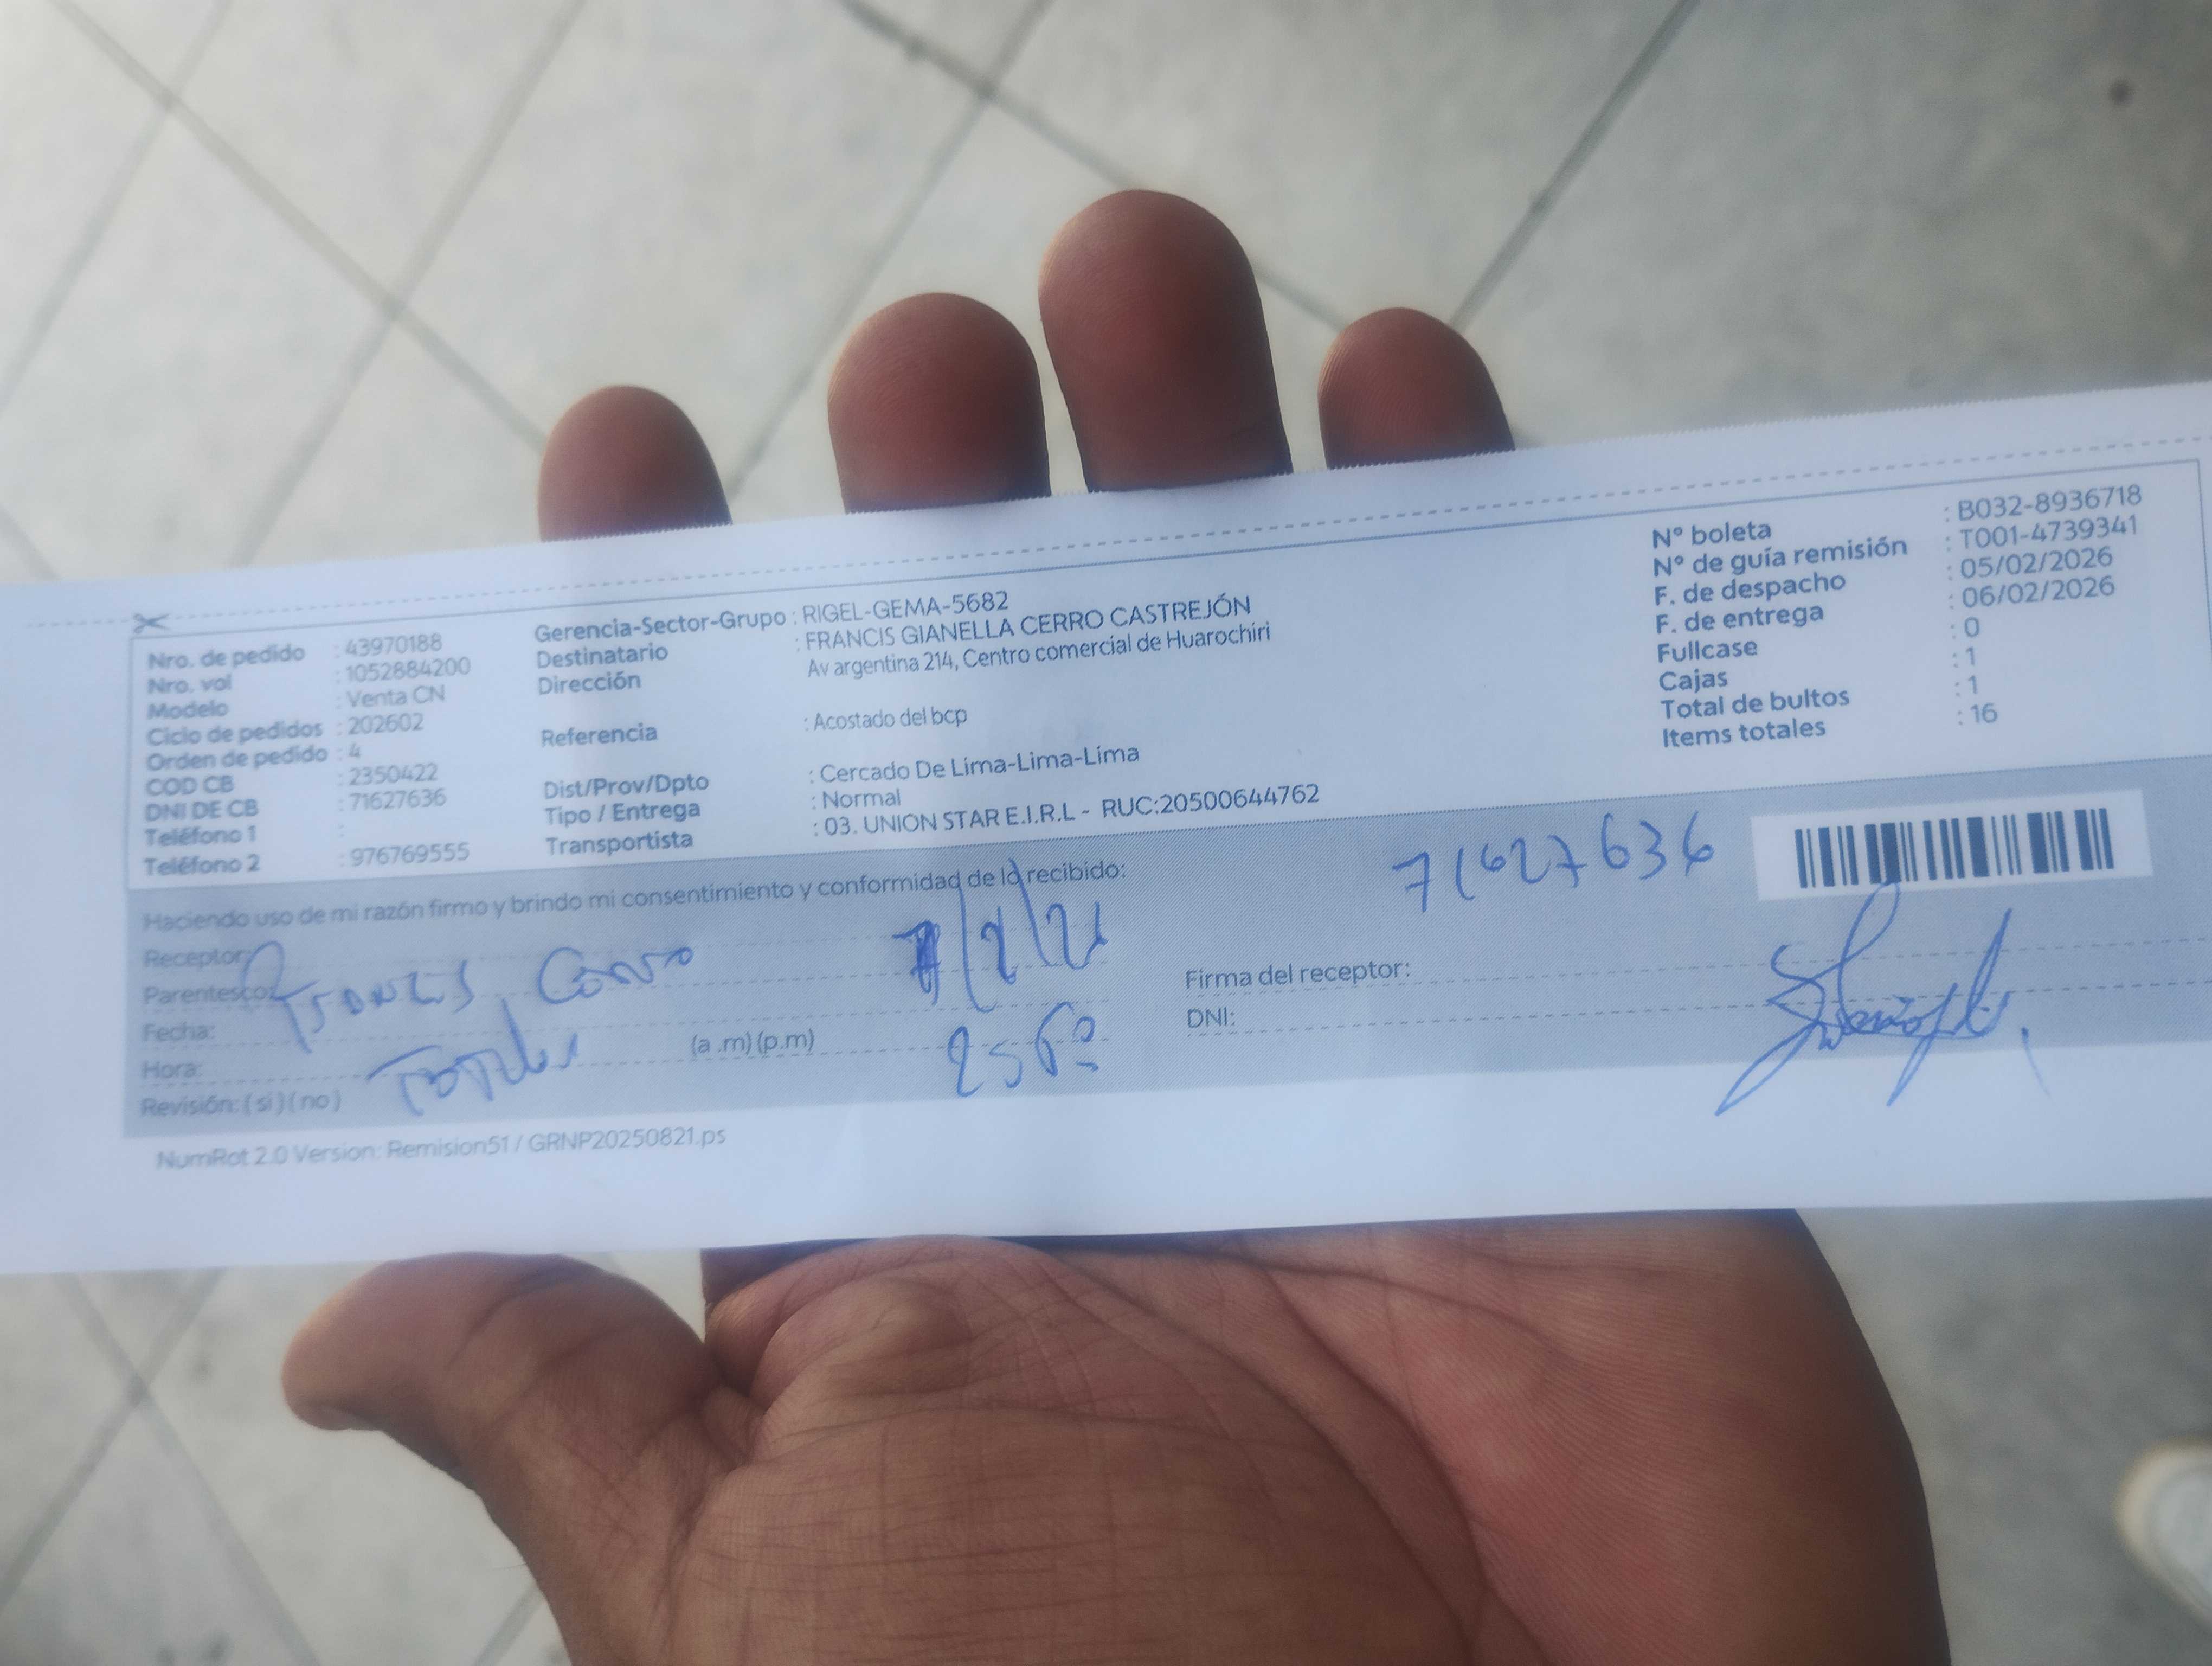 Nro. de pedido : 43970188
Nro. vol : 1052884200
Modelo : Venta CN
Ciclo de pedidos : 202602
Orden de pedido : 4
COD CB : 2350422
DNI DE CB : 71627636
Teléfono 1 :
Teléfono 2 : 976769555
Gerencia-Sector-Grupo : RIGEL-GEMA-5682
Destinatario : FRANCIS GIANELLA CERRO CASTREJÓN
Dirección Av argentina 214, Centro comercial de Huarochiri
Referencia : Acostado del bcp
Dist/Prov/Dpto : Cercado De Lima-Lima-Lima
Tipo / Entrega : Normal
Transportista : 03. UNION STAR E.I.R.L - RUC:20500644762
Nº boleta : B032-8936718
Nº de guía remisión : T001-4739341
F. de despacho : 05/02/2026
F. de entrega : 06/02/2026
Fullcase : 0
Cajas : 1
Total de bultos : 1
Items totales : 16
Haciendo uso de mi razón firmo y brindo mi consentimiento y conformidad de lo recibido:
71627636
Receptor:
Parentesco:
Fecha:
Hora: (a .m) (p.m)
Revisión: ( si ) ( no )
Firma del receptor:
DNI:
NumRot 2.0 Version: Remision51 / GRNP20250821.ps